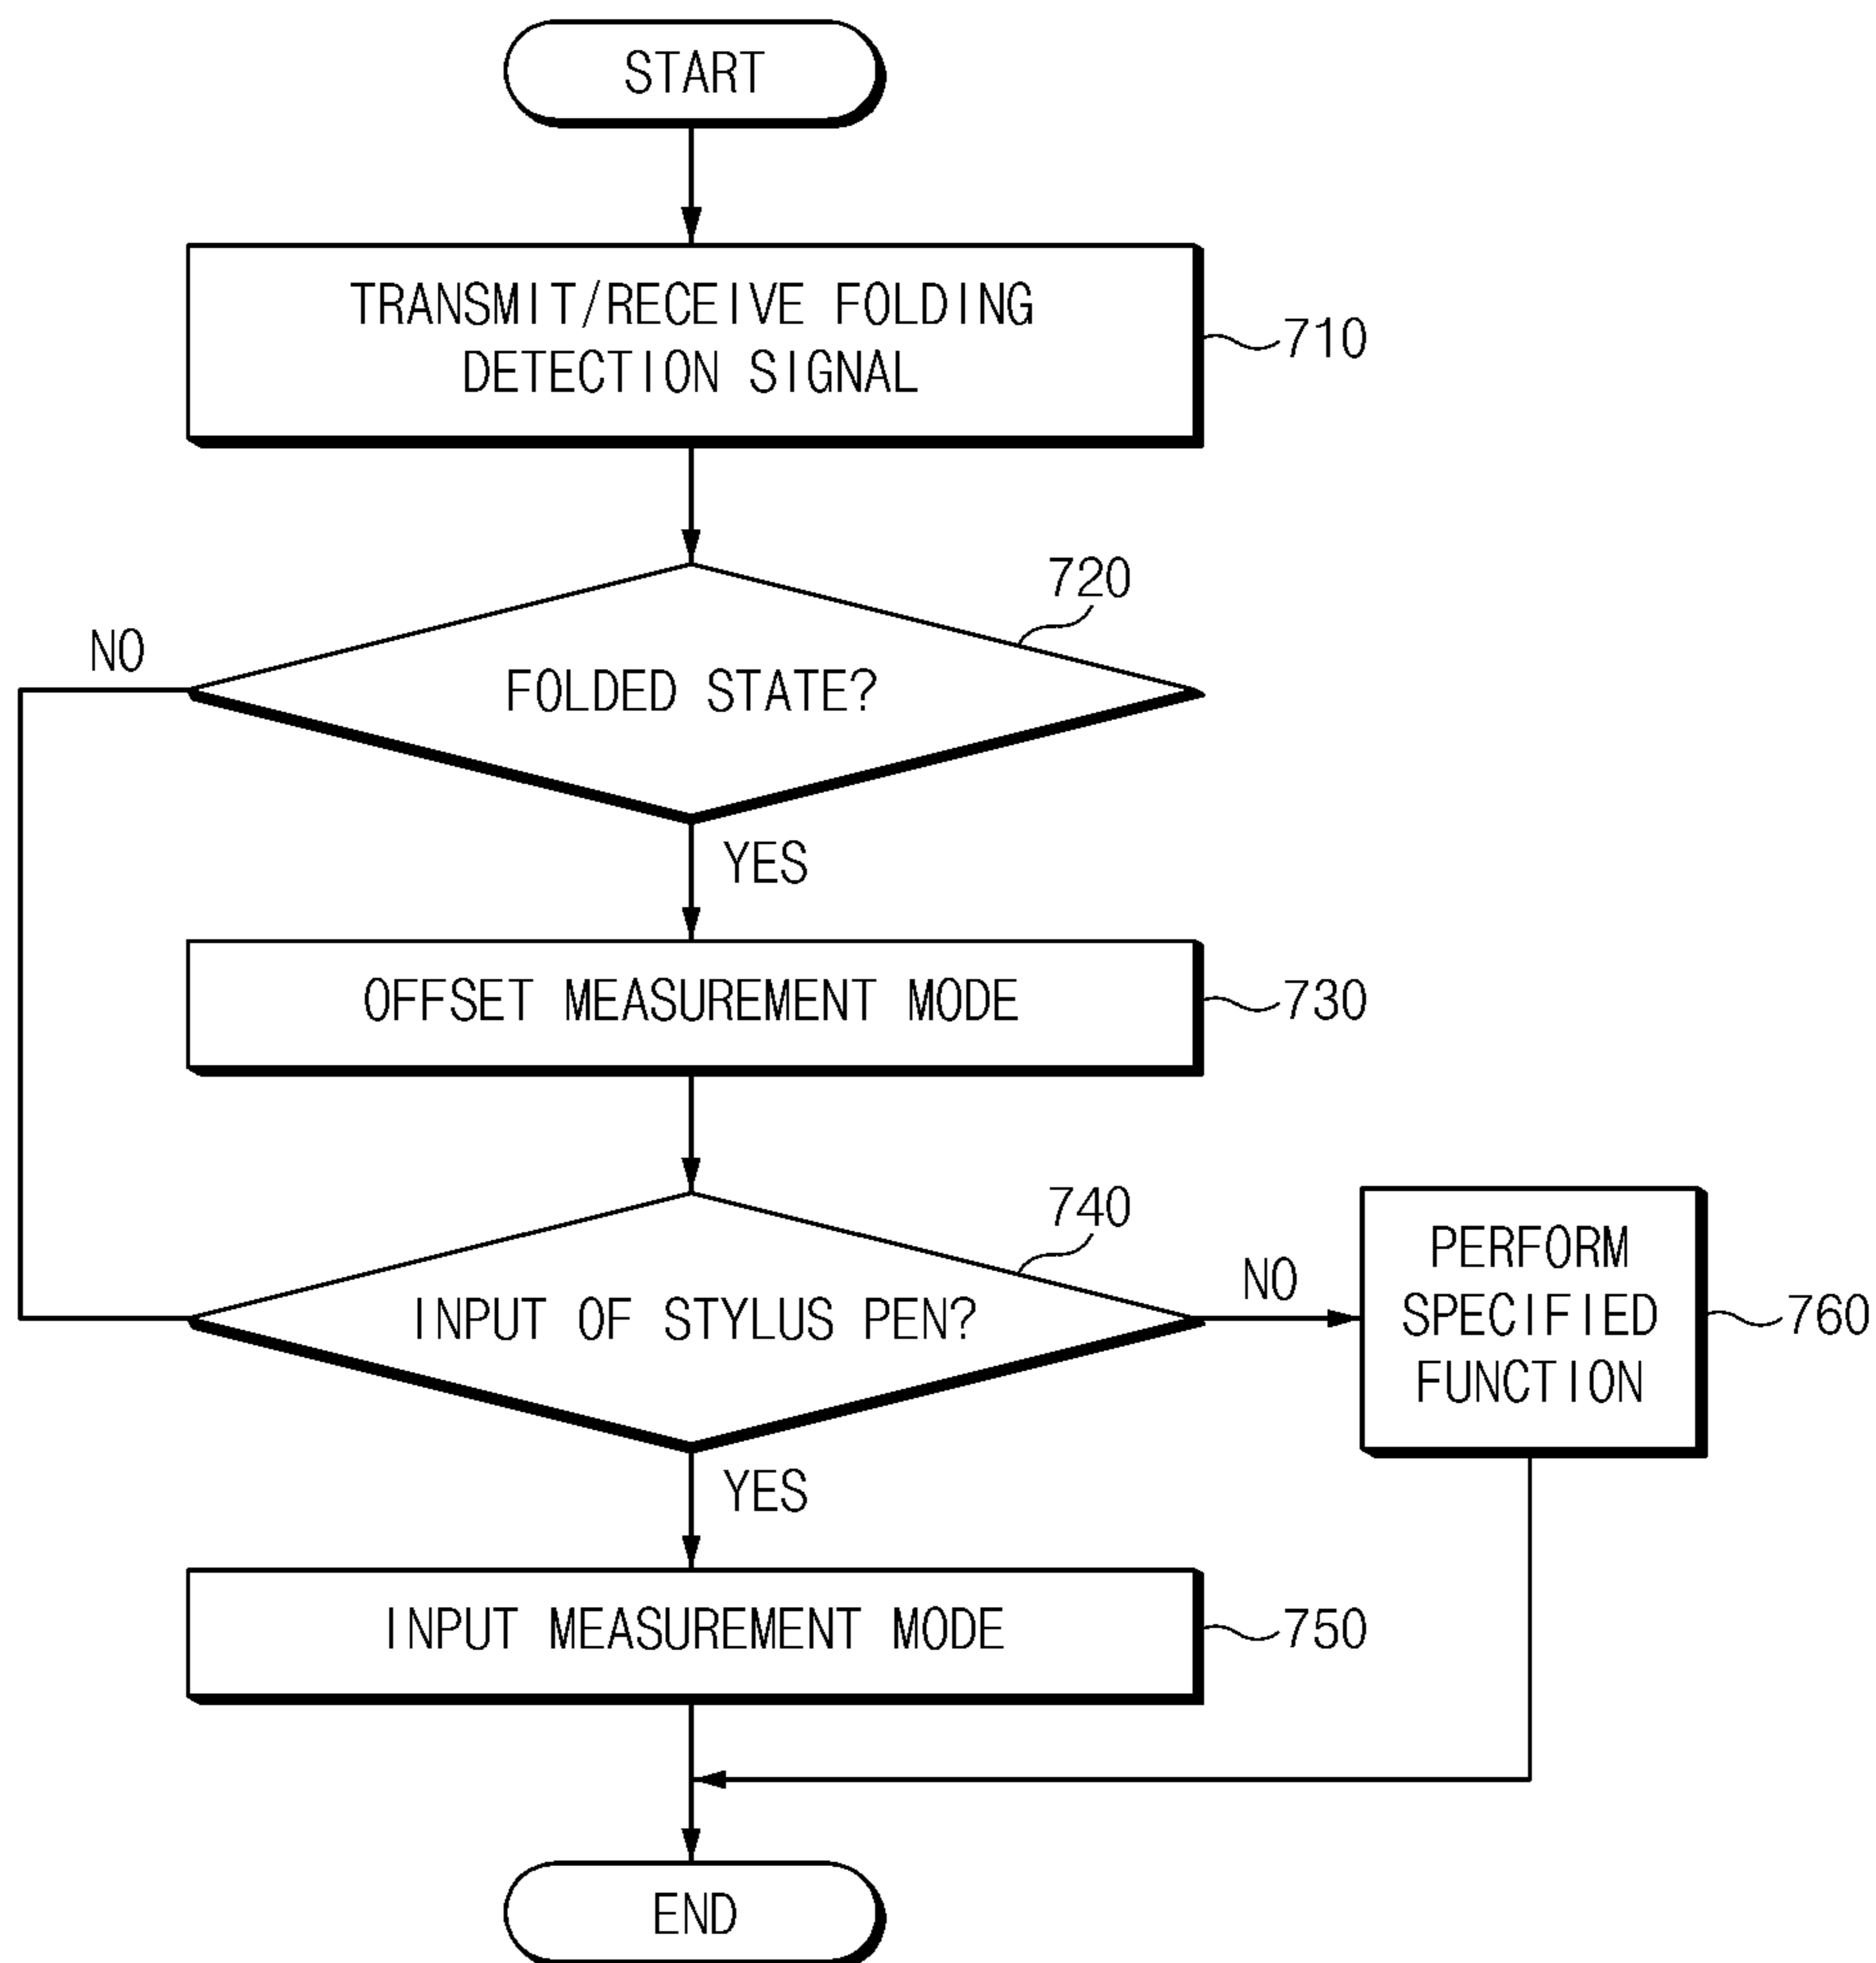 START
TRANSMIT/RECEIVE FOLDING
DETECTION SIGNAL
710
720
NO
FOLDED STATE?
YES
OFFSET MEASUREMENT MODE
730
740
INPUT OF STYLUS PEN?
NO
PERFORM
SPECIFIED
FUNCTION
760
YES
INPUT MEASUREMENT MODE
750
END